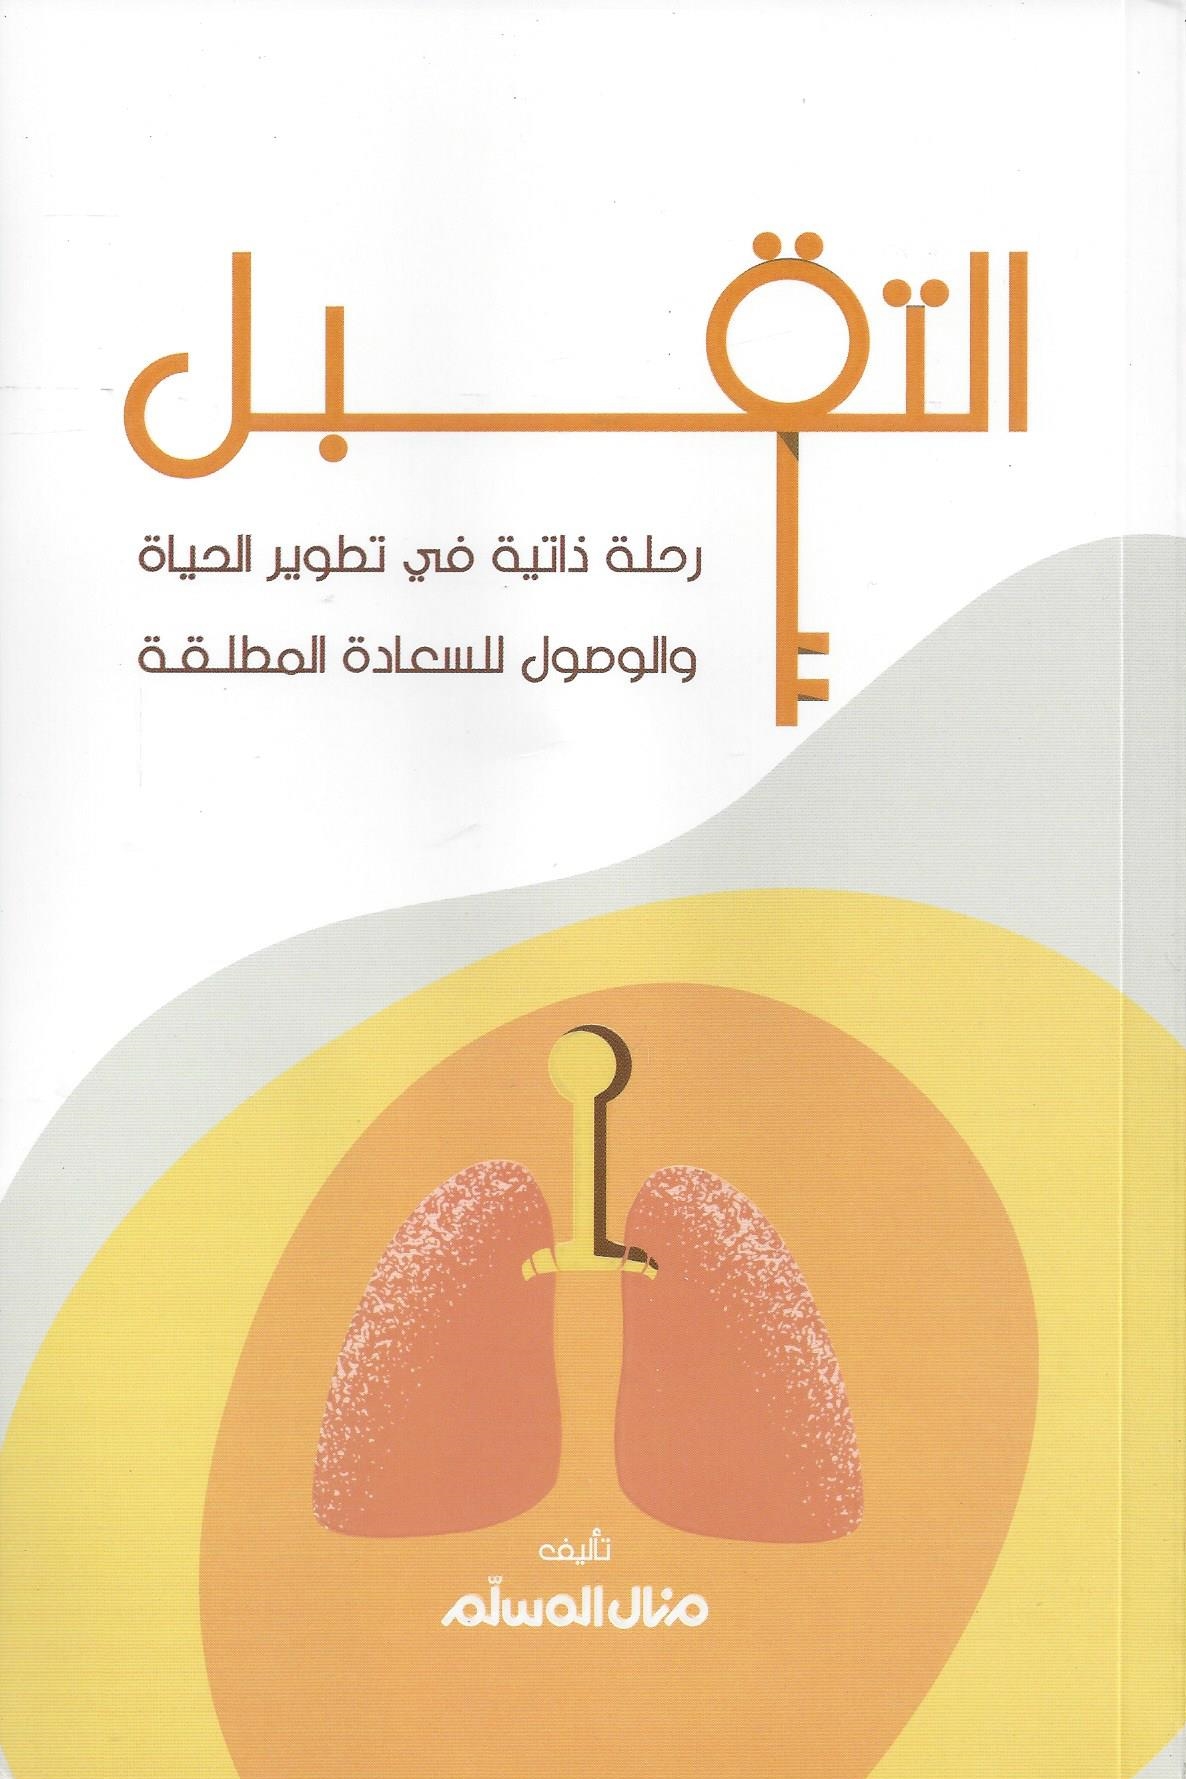 التقبل
رحلة ذاتية في تطوير الحياة
والوصول للسعادة المطلقة
تأليف
منال المسلّم